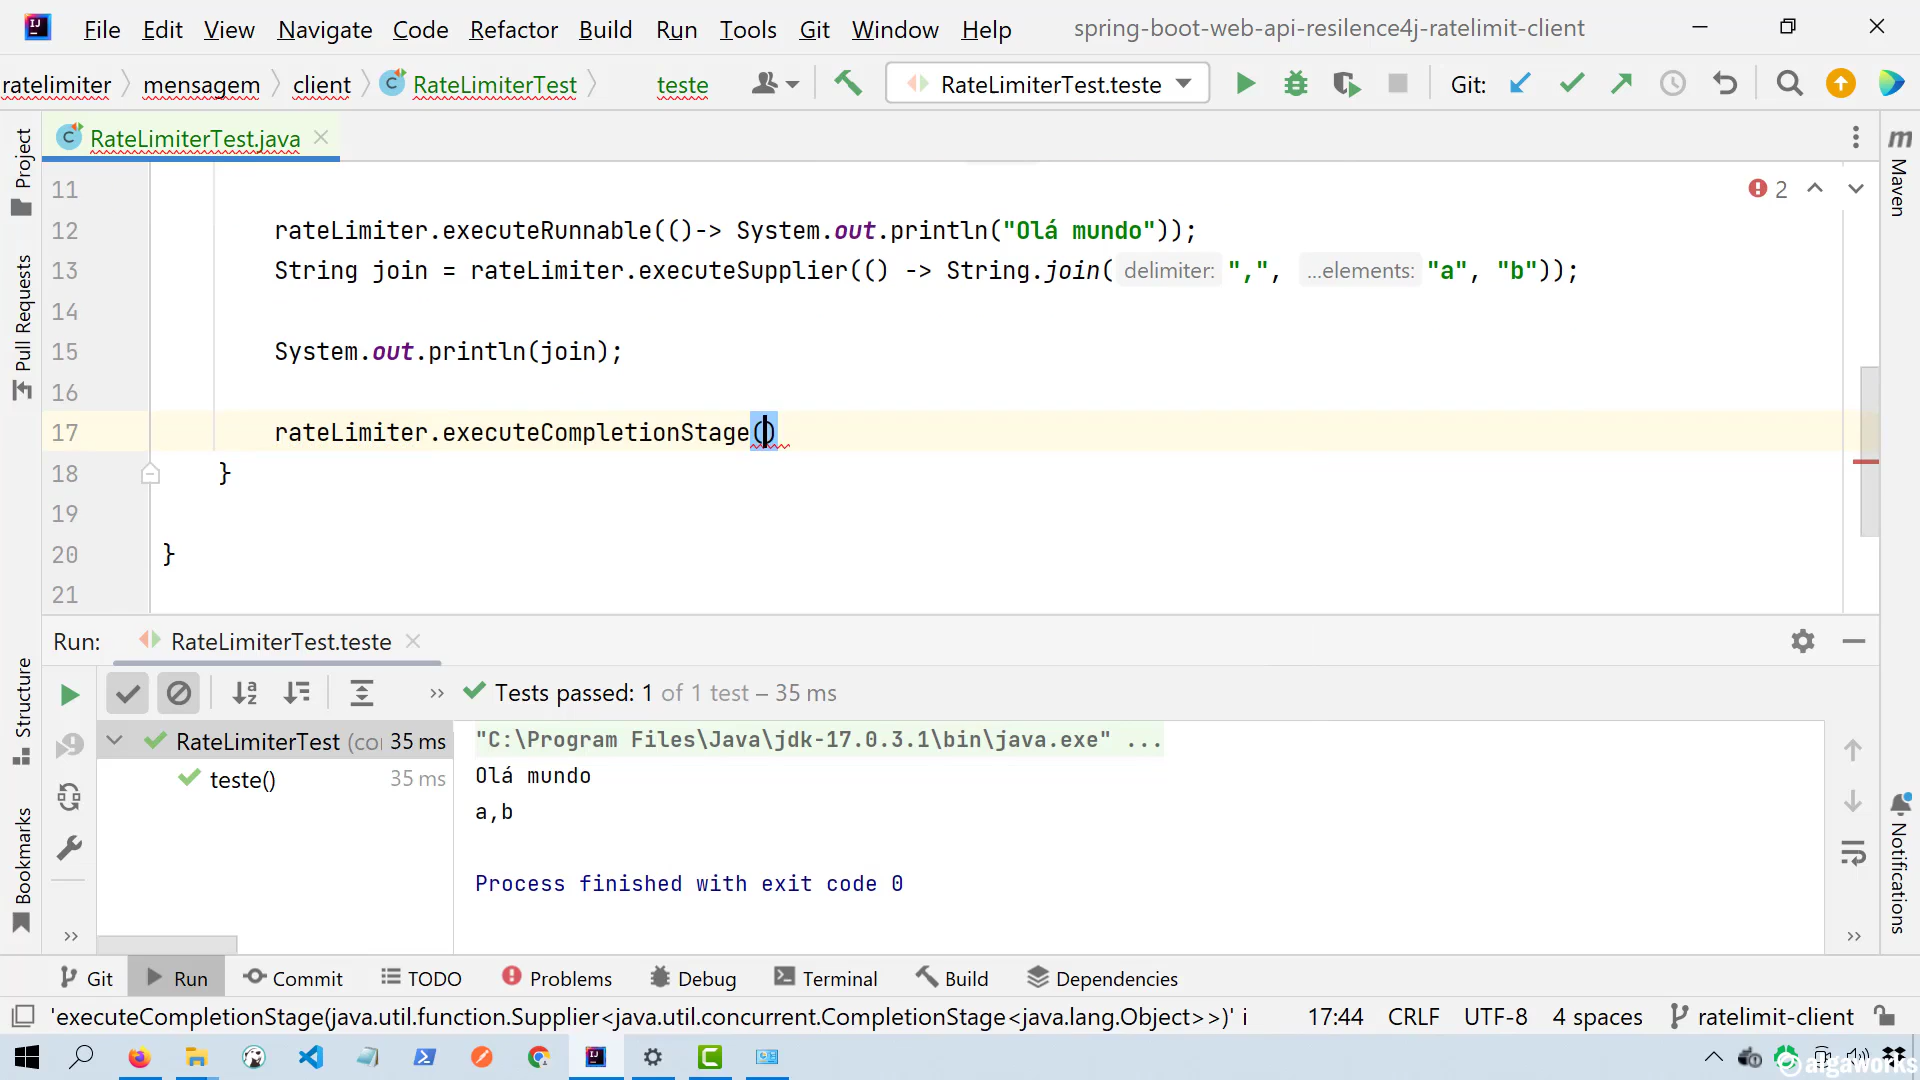 File Edit View Navigate Code Refactor Build Run Tools Git Window Help spring-boot-web-api-resilence4j-ratelimit-client
ratelimiter mensagem client RateLimiterTest teste RateLimiterTest.teste Git:
RateLimiterTest.java
Project
Pull Requests
Structure
Bookmarks
Maven
Notifications
2
11
12 rateLimiter.executeRunnable(()-> System.out.println("Olá mundo"));
13 String join = rateLimiter.executeSupplier(() -> String.join( delimiter: ",", ...elements: "a", "b"));
14
15 System.out.println(join);
16
17 rateLimiter.executeCompletionStage()
18 }
19
20 }
21
Run: RateLimiterTest.teste
Tests passed: 1 of 1 test – 35 ms
RateLimiterTest (co 35 ms
teste() 35 ms
"C:\Program Files\Java\jdk-17.0.3.1\bin\java.exe" ...
Olá mundo
a,b
Process finished with exit code 0
Git Run Commit TODO Problems Debug Terminal Build Dependencies
'executeCompletionStage(java.util.function.Supplier<java.util.concurrent.CompletionStage<java.lang.Object>>)' i 17:44 CRLF UTF-8 4 spaces ratelimit-client
algaworks